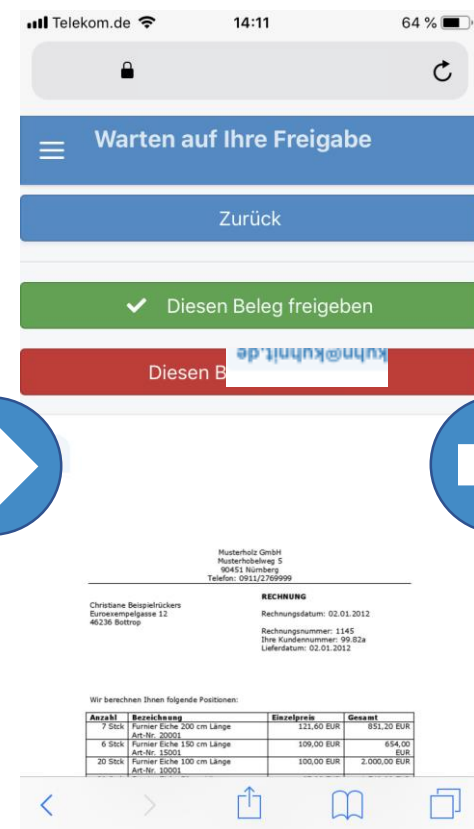 Telekom.de 14:11 64 %
Warten auf Ihre Freigabe
Zurück
Diesen Beleg freigeben
kuhn@kuhnit.de
Diesen B
Musterholz GmbH
Musterhobelweg 5
90451 Nürnberg
Telefon: 0911/2769999
RECHNUNG
Christiane Beispielrückers
Euroexempelgasse 12
46236 Bottrop
Rechnungsdatum: 02.01.2012
Rechnungsnummer: 1145
Ihre Kundennummer: 99.82a
Lieferdatum: 02.01.2012
Wir berechnen Ihnen folgende Positionen:
Anzahl Bezeichnung Einzelpreis Gesamt
7 Stck Furnier Eiche 200 cm Länge 121,60 EUR 851,20 EUR
Art-Nr. 20001
6 Stck Furnier Eiche 150 cm Länge 109,00 EUR 654,00
Art-Nr. 15001 EUR
20 Stck Furnier Eiche 100 cm Länge 100,00 EUR 2.000,00 EUR
Art-Nr. 10001